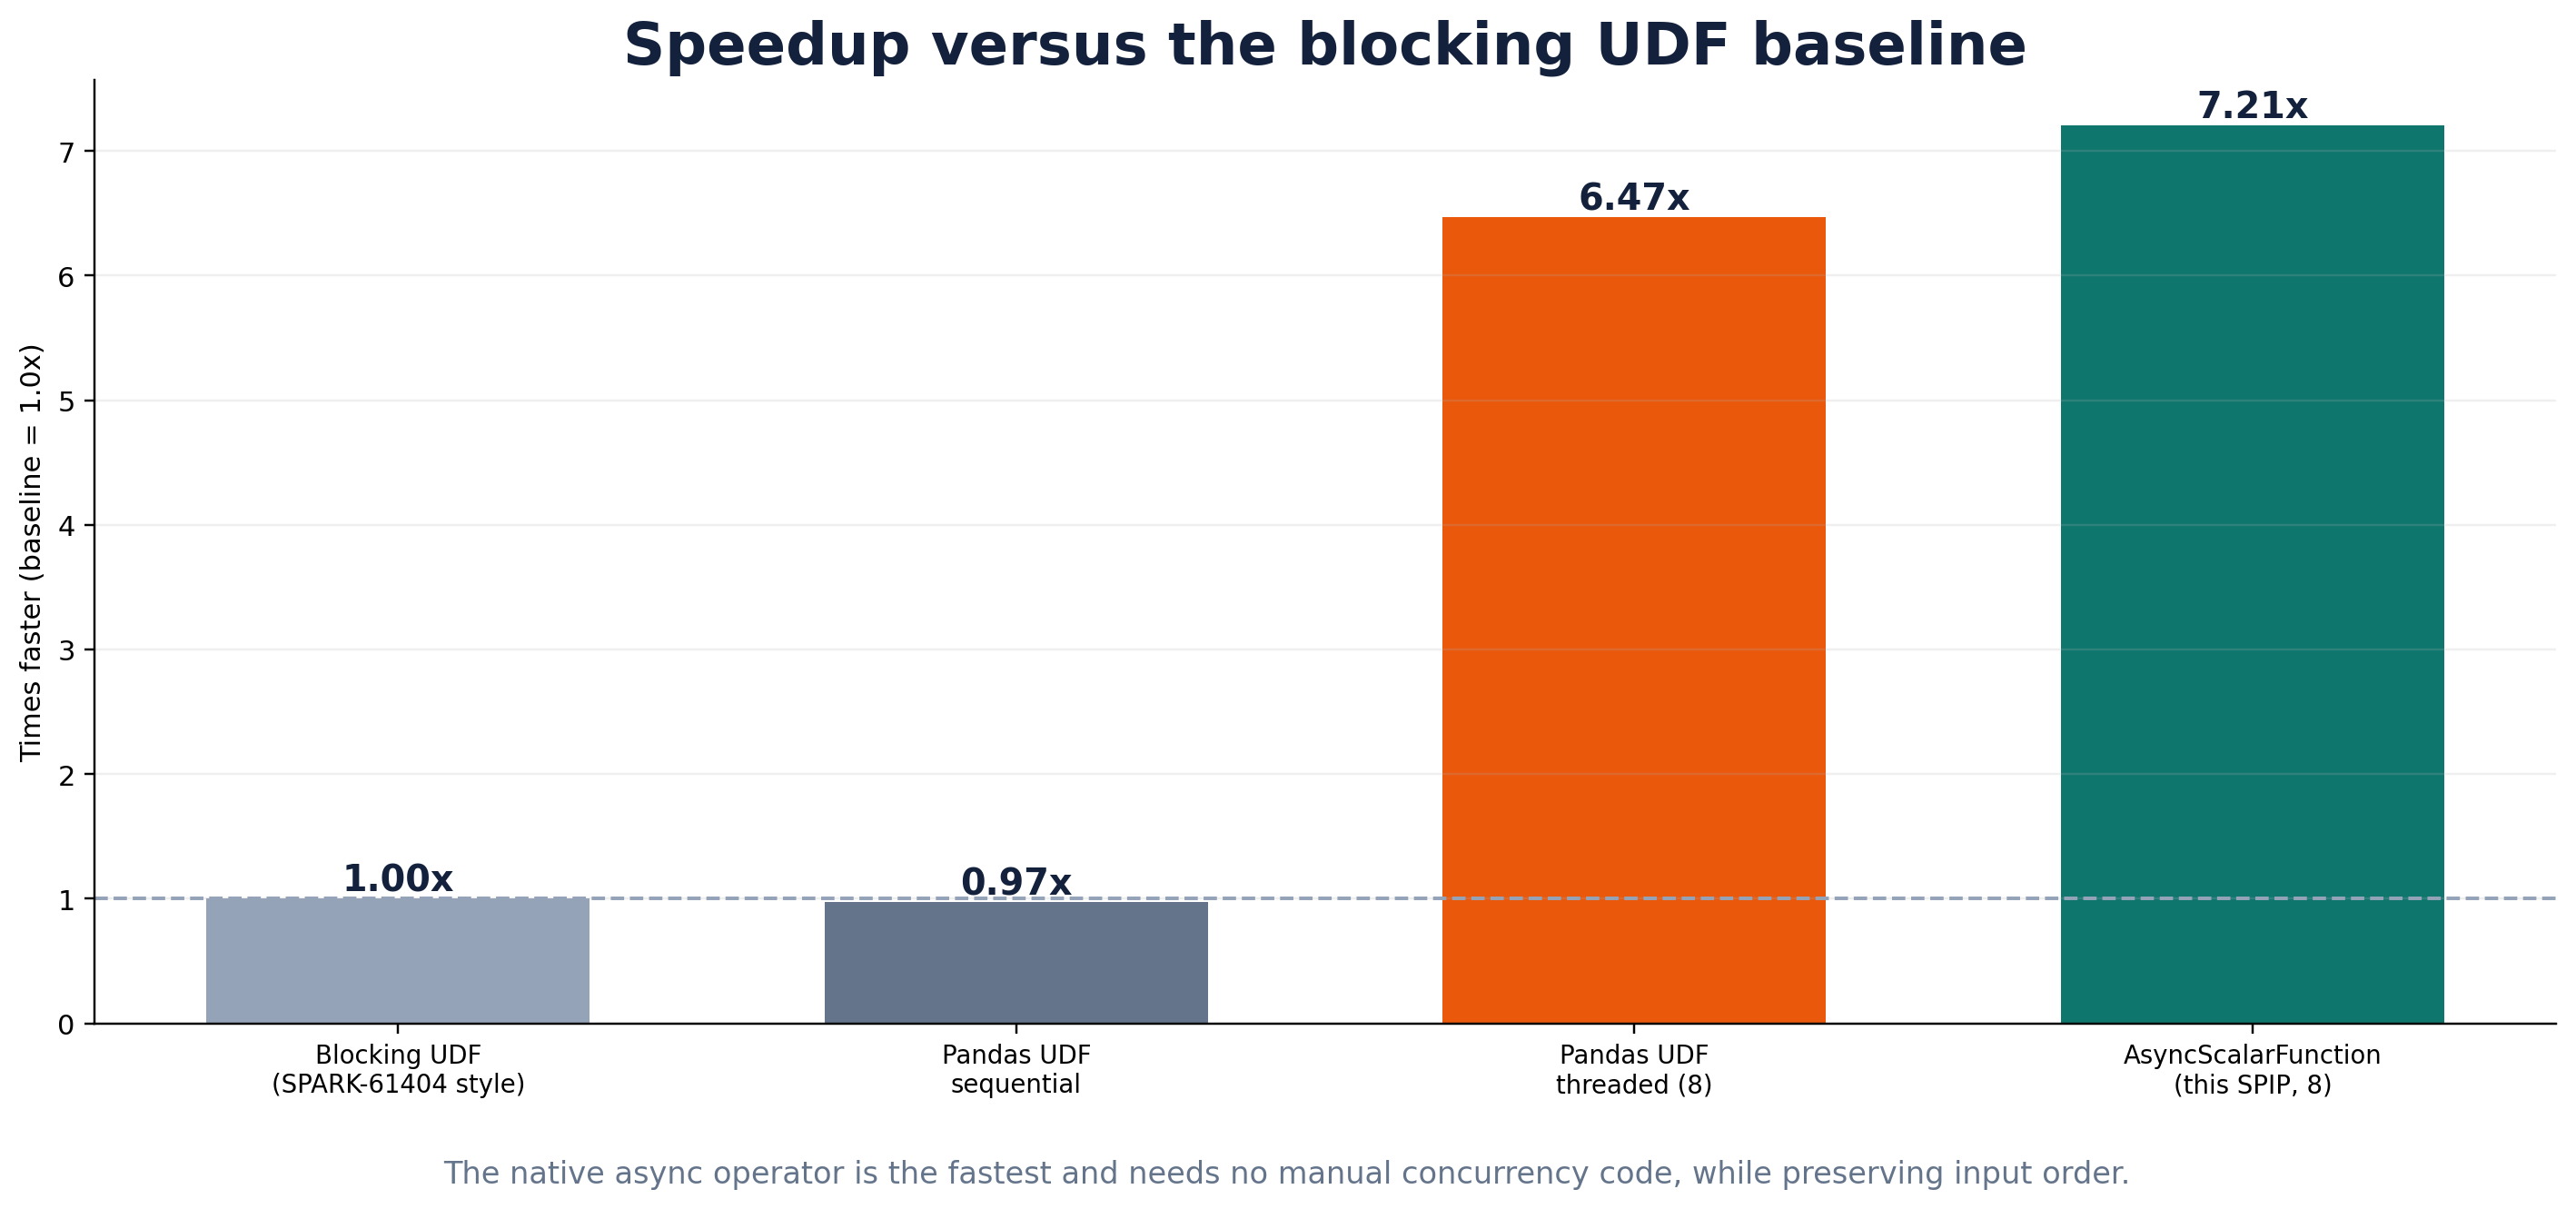 Speedup versus the blocking UDF baseline
Times faster (baseline = 1.0x)
7
6
5
4
3
2
1
0
1.00x
0.97x
6.47x
7.21x
Blocking UDF
(SPARK-61404 style)
Pandas UDF
sequential
Pandas UDF
threaded (8)
AsyncScalarFunction
(this SPIP, 8)
The native async operator is the fastest and needs no manual concurrency code, while preserving input order.